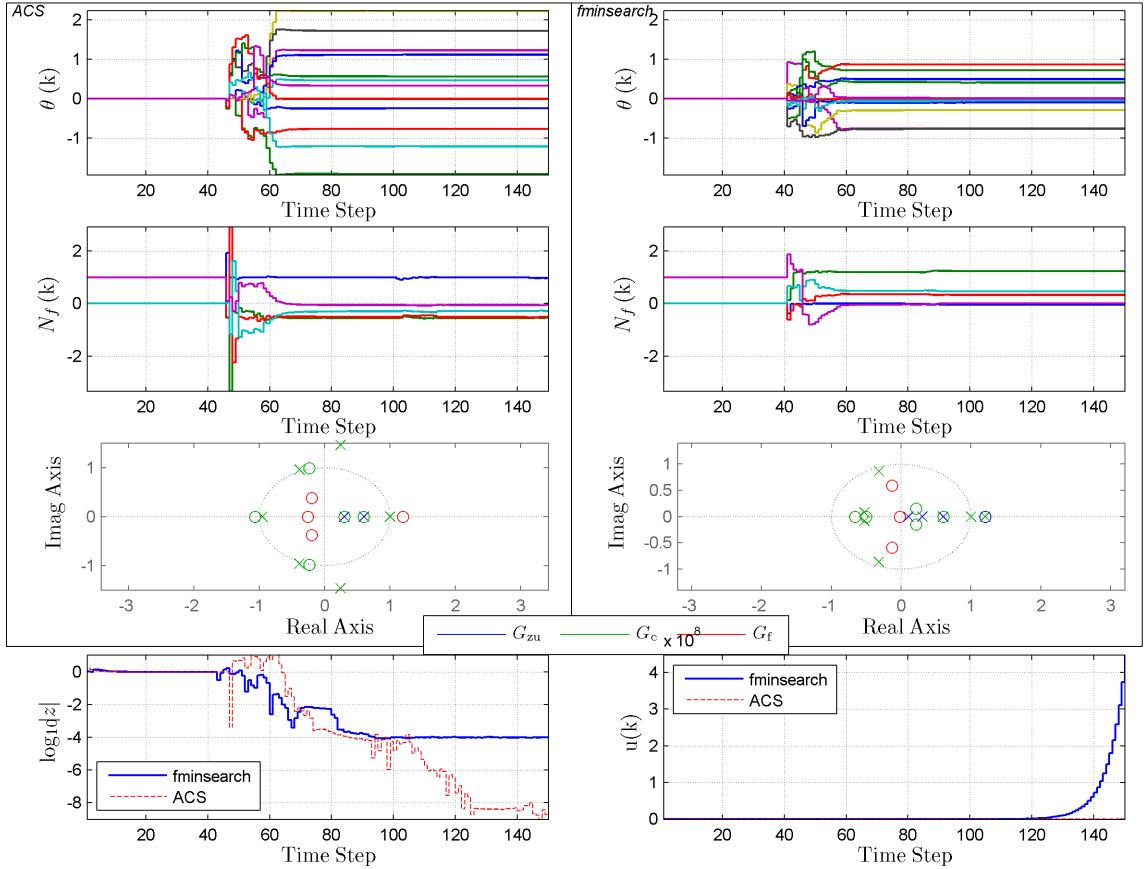 ACS
fminsearch
θ (k)
2
1
0
-1
20 40 60 80 100 120 140
Time Step
θ (k)
2
1
0
-1
20 40 60 80 100 120 140
Time Step
N_f (k)
2
0
-2
20 40 60 80 100 120 140
Time Step
N_f (k)
2
0
-2
20 40 60 80 100 120 140
Time Step
Imag Axis
1
0
-1
-3 -2 -1 0 1 2 3
Real Axis
Imag Axis
1
0.5
0
-0.5
-1
-3 -2 -1 0 1 2 3
Real Axis
G_zu G_c G_f
x 10^8
log₁d|z|
0
-2
-4
-6
-8
fminsearch
ACS
20 40 60 80 100 120 140
Time Step
u(k)
4
3
2
1
0
fminsearch
ACS
20 40 60 80 100 120 140
Time Step